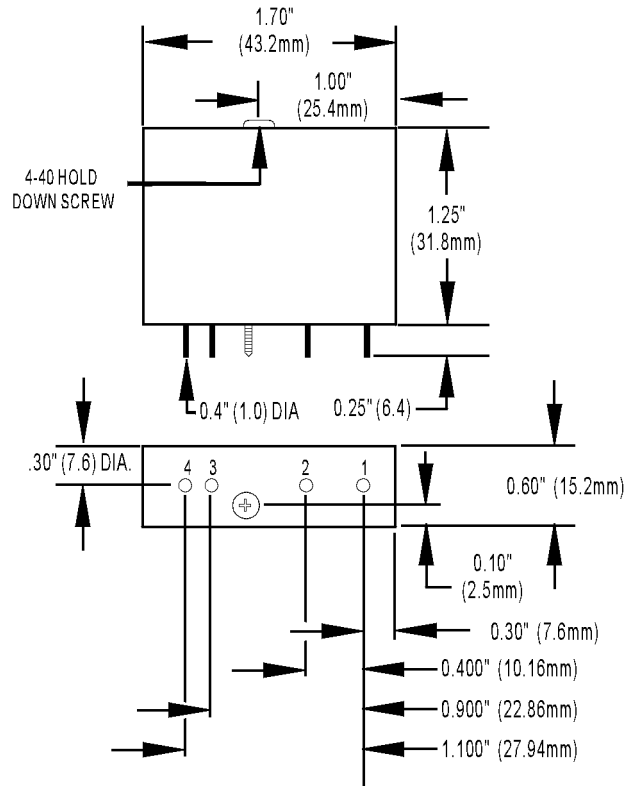 1.70"
(43.2mm)
1.00"
(25.4mm)
4-40 HOLD
DOWN SCREW
1.25"
(31.8mm)
0.4" (1.0) DIA
0.25" (6.4)
.30" (7.6) DIA.
4 3 2 1
0.60" (15.2mm)
0.10"
(2.5mm)
0.30" (7.6mm)
0.400" (10.16mm)
0.900" (22.86mm)
1.100" (27.94mm)